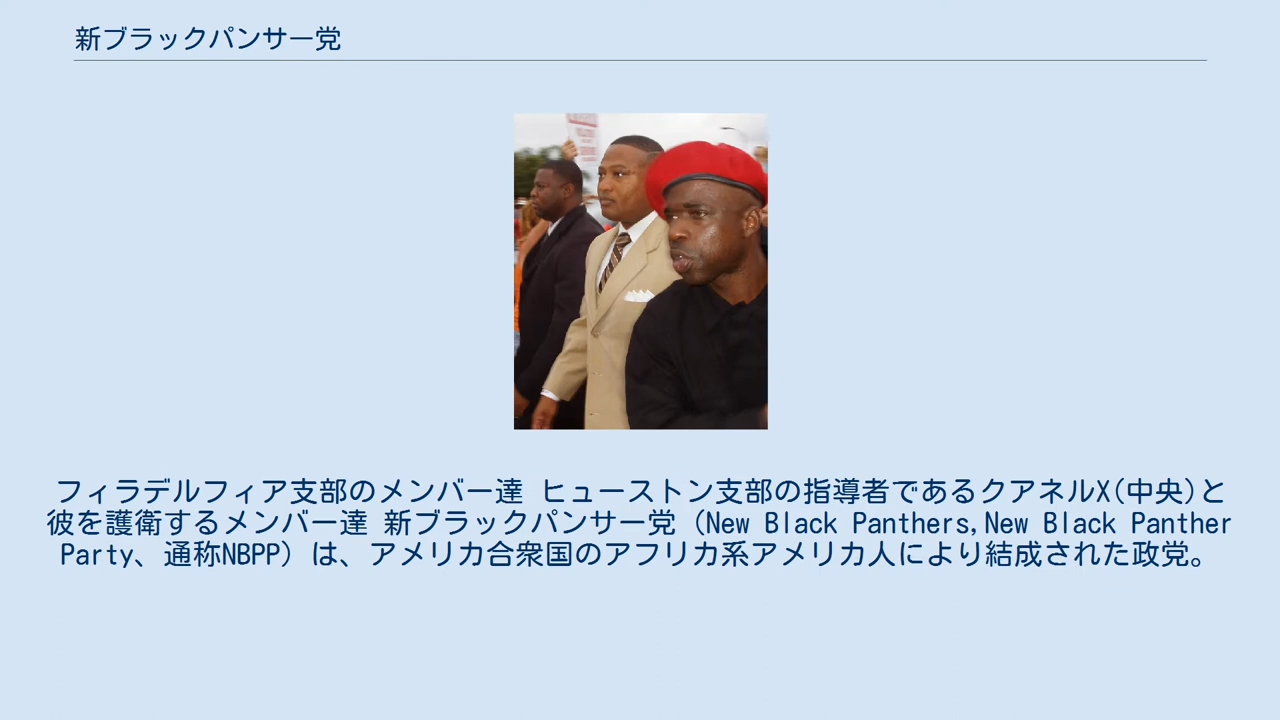 新ブラックパンサー党
フィラデルフィア支部のメンバー達 ヒューストン支部の指導者であるクアネルX(中央)と
彼を護衛するメンバー達 新ブラックパンサー党（New Black Panthers,New Black Panther
Party、通称NBPP）は、アメリカ合衆国のアフリカ系アメリカ人により結成された政党。